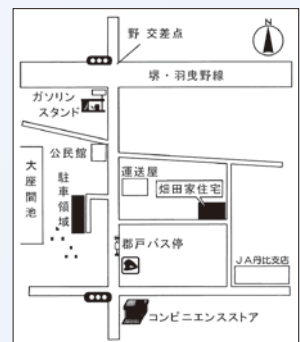 野 交差点
N
堺・羽曳野線
ガソリン
スタンド
公民館
大座間池
駐車領域
運送屋
畑田家住宅
郡戸バス停
JA丹比支店
コンビニエンスストア